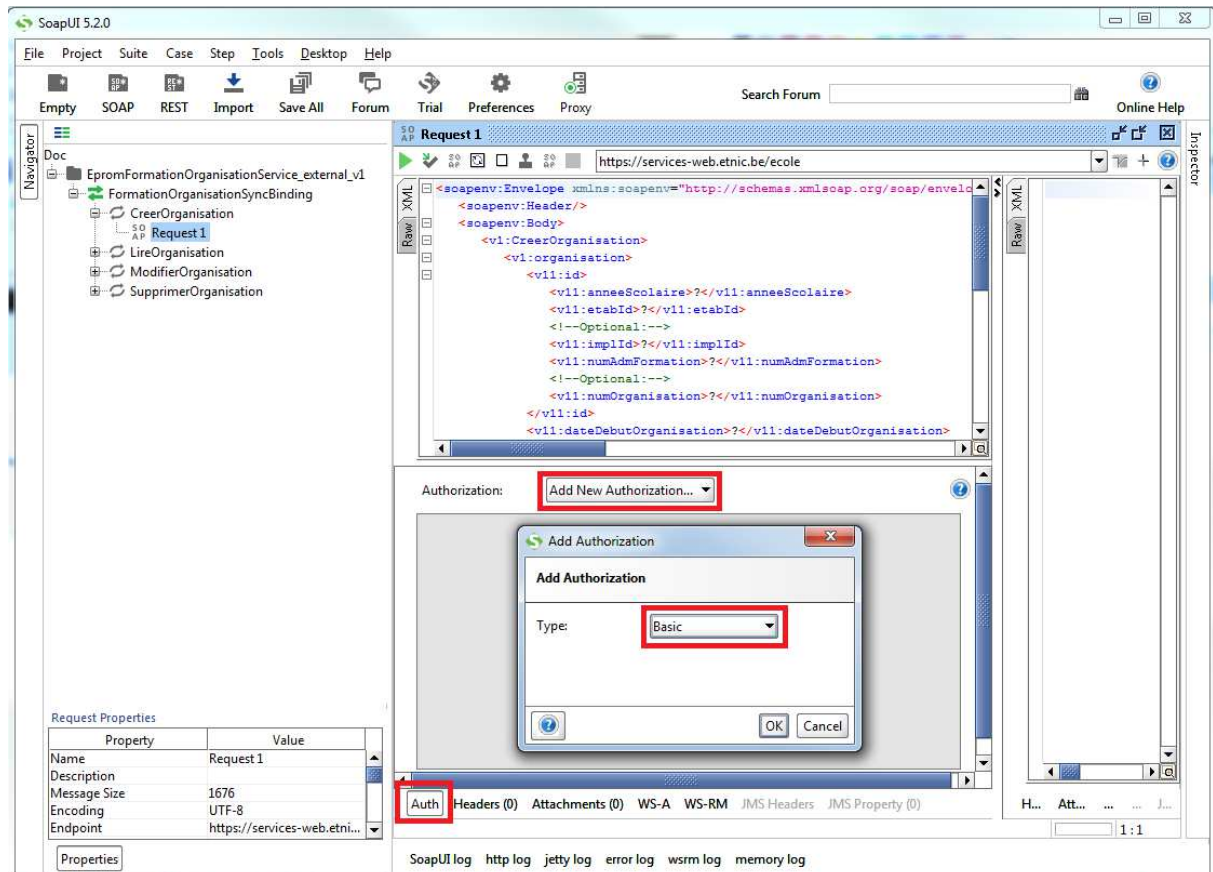 SoapUI 5.2.0
File Project Suite Case Step Tools Desktop Help
Empty SOAP REST Import Save All Forum Trial Preferences Proxy Search Forum Online Help
Navigator
Doc
EpromFormationOrganisationService_external_v1
FormationOrganisationSyncBinding
CreerOrganisation
Request 1
LireOrganisation
ModifierOrganisation
SupprimerOrganisation
Request 1
https://services-web.etnic.be/ecole
Inspector
XML
Raw
<soapenv:Envelope xmlns:soapenv="http://schemas.xmlsoap.org/soap/envelo
<soapenv:Header/>
<soapenv:Body>
<v1:CreerOrganisation>
<v1:organisation>
<v11:id>
<v11:anneeScolaire>?</v11:anneeScolaire>
<v11:etabId>?</v11:etabId>
<!--Optional:-->
<v11:implId>?</v11:implId>
<v11:numAdmFormation>?</v11:numAdmFormation>
<!--Optional:-->
<v11:numOrganisation>?</v11:numOrganisation>
</v11:id>
<v11:dateDebutOrganisation>?</v11:dateDebutOrganisation>
XML
Raw
Authorization: Add New Authorization...
Add Authorization
Add Authorization
Type: Basic
OK Cancel
Auth Headers (0) Attachments (0) WS-A WS-RM JMS Headers JMS Property (0)
H... Att... ... ... J...
1:1
Request Properties
Property Value
Name Request 1
Description
Message Size 1676
Encoding UTF-8
Endpoint https://services-web.etni...
Properties
SoapUI log http log jetty log error log wsrm log memory log